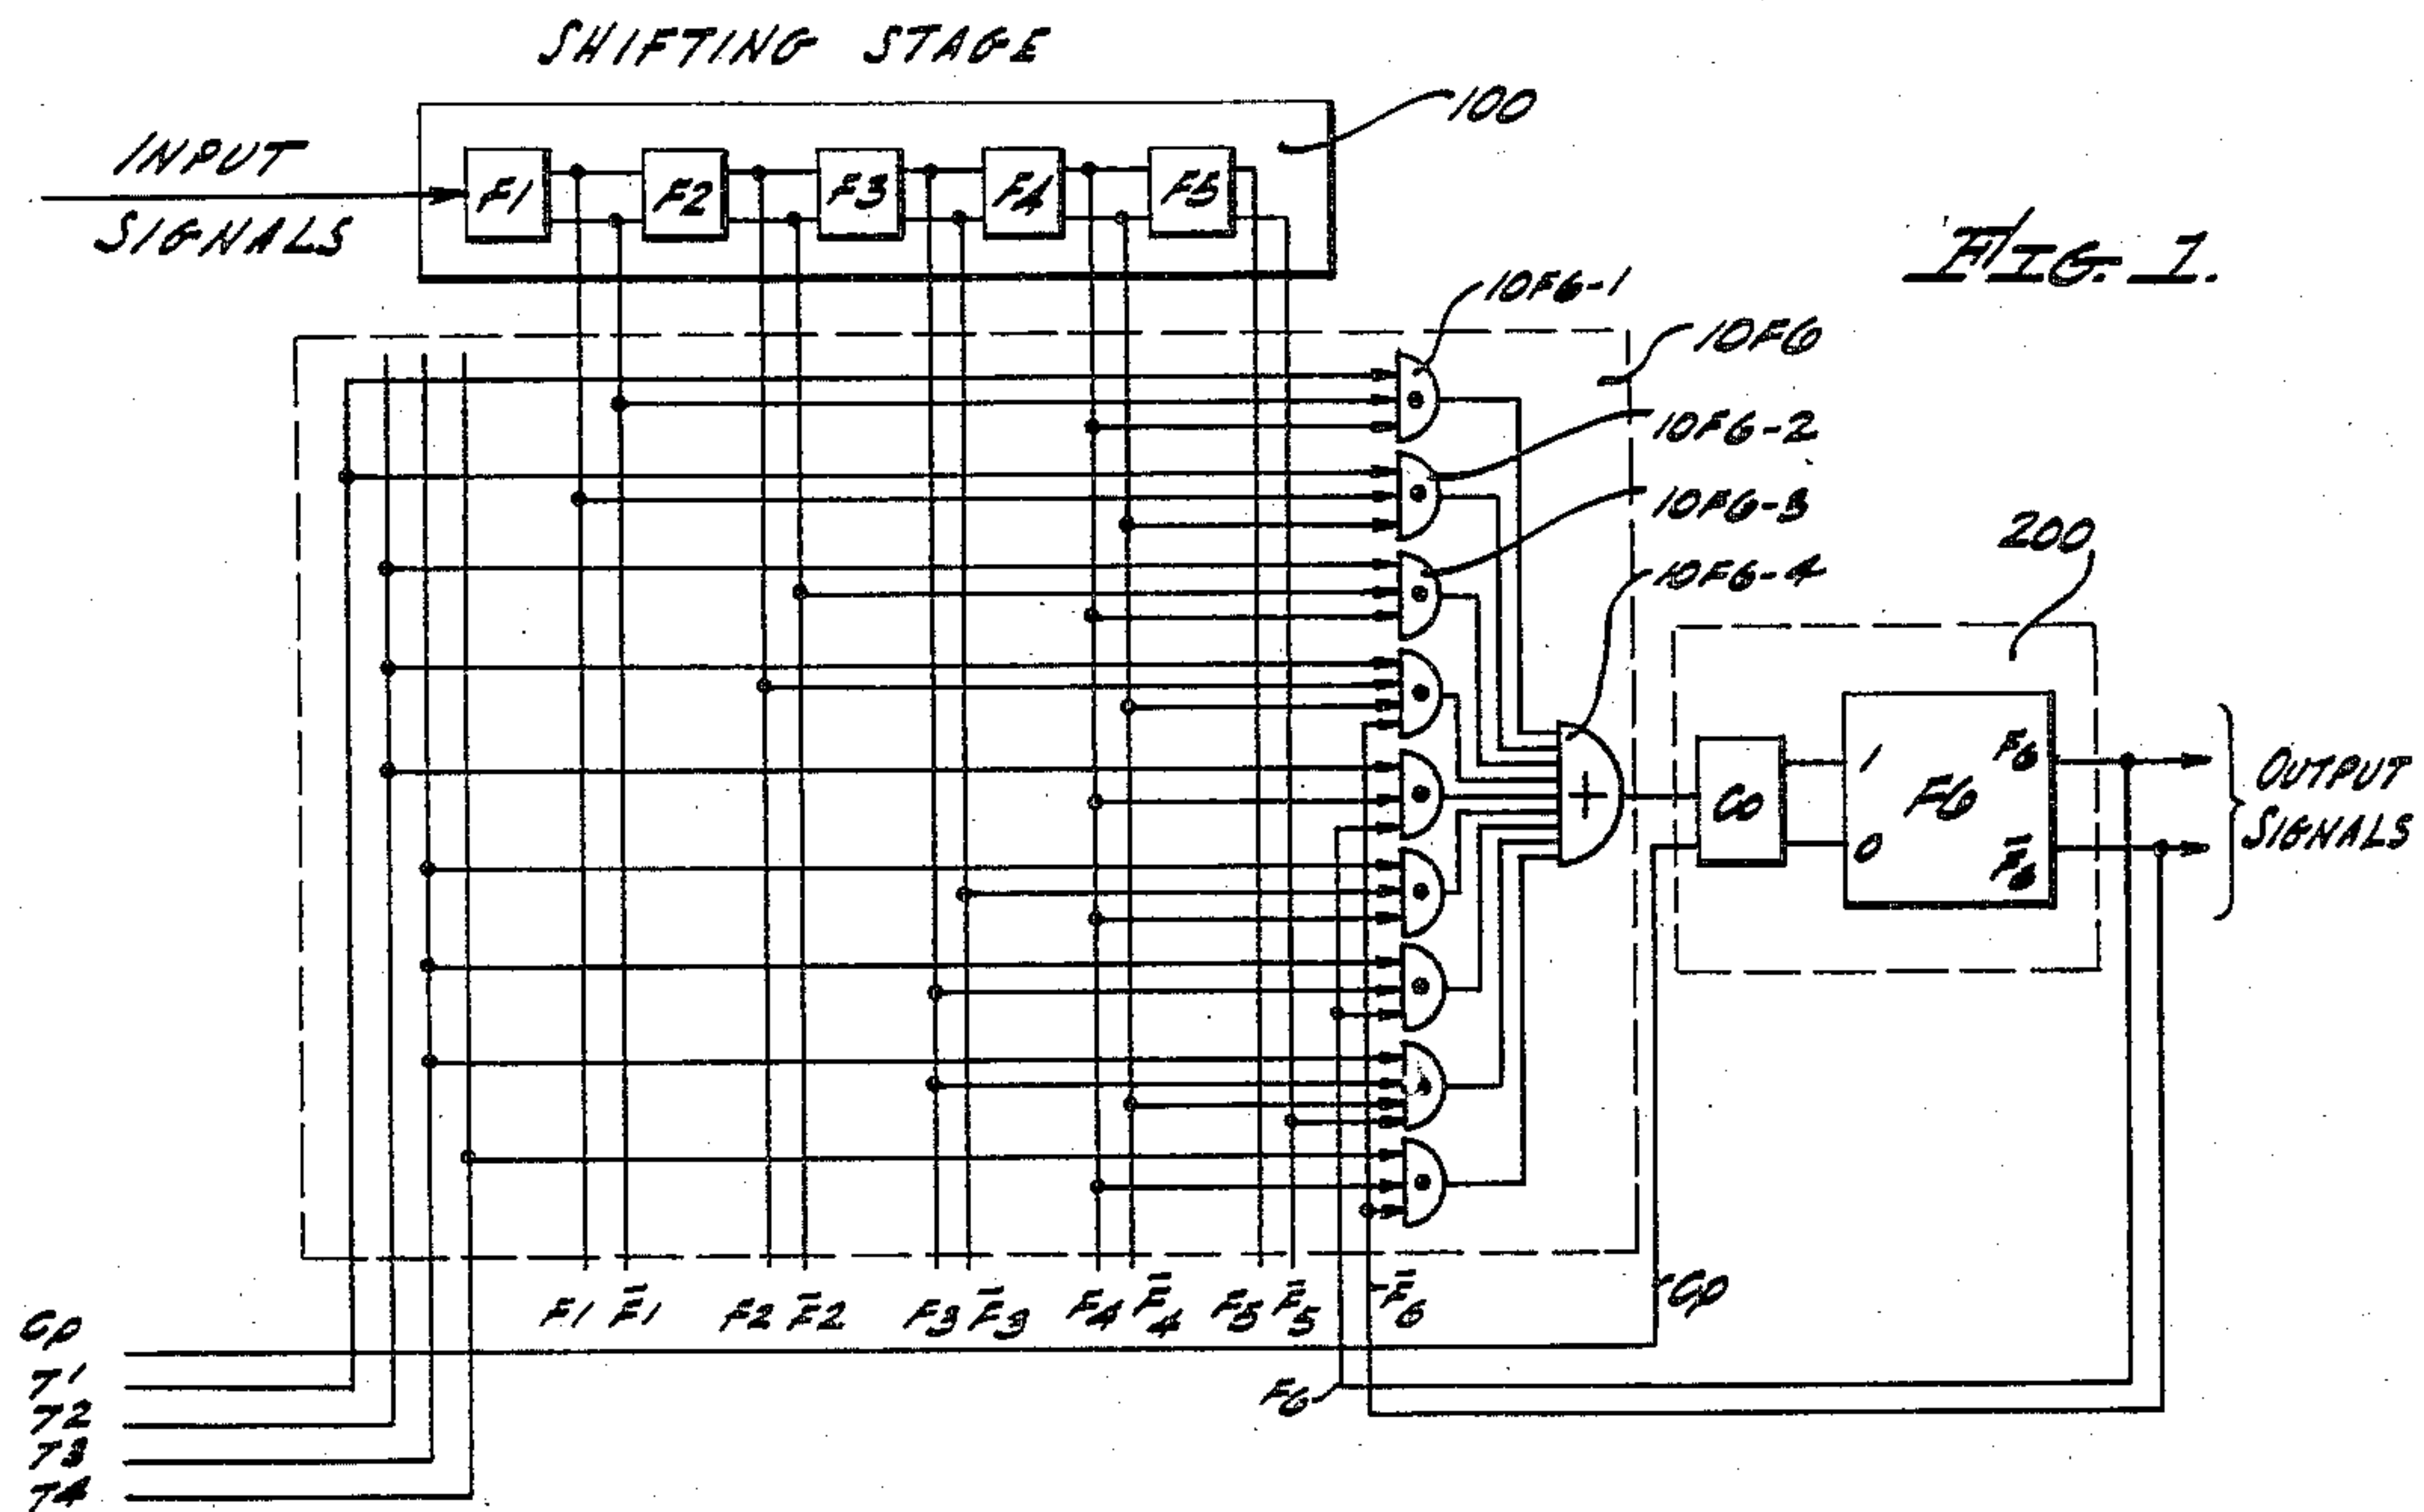 SHIFTING STAGE
100
INPUT
SIGNALS
F1
F2
F3
F4
F5
FIG. 1.
10F6-1
10F6
10F6-2
10F6-3
10F6-4
200
+
C0
1
0
F6
F6
F̄6
OUTPUT
SIGNALS
F1 F̄1 F2 F̄2 F3 F̄3 F4 F̄4 F5 F̄5 F̄6 Cp
F6
Cp
T1
T2
T3
T4